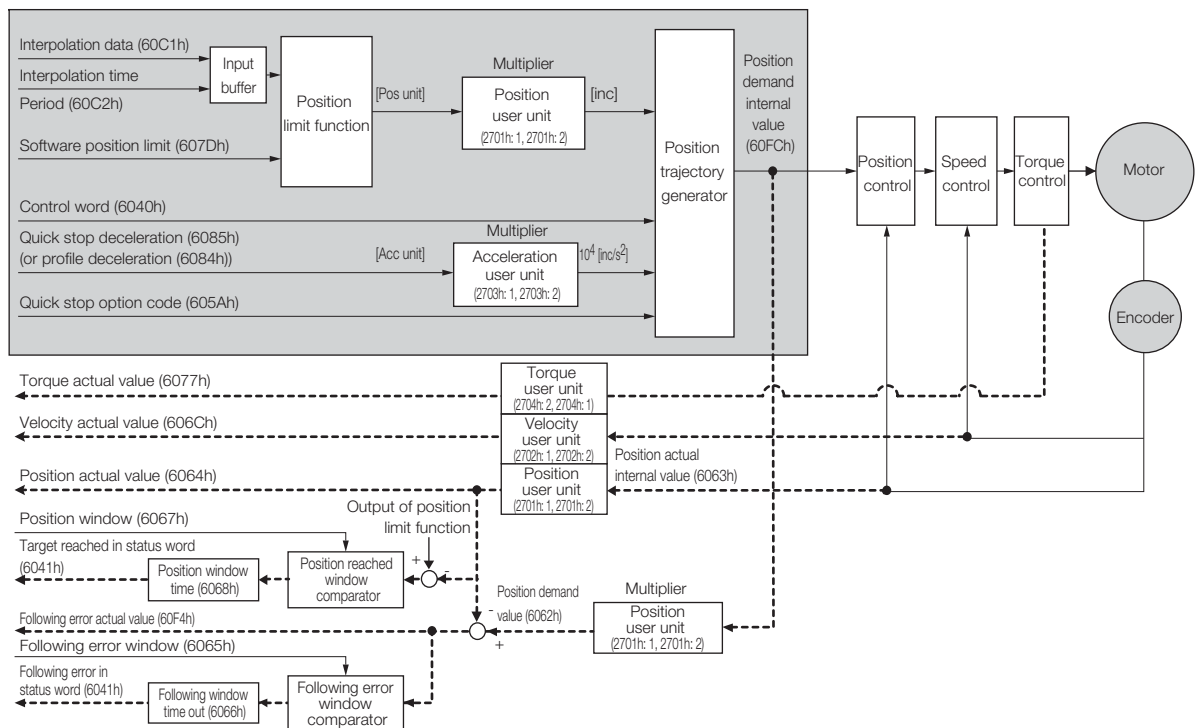 Interpolation data (60C1h)
Interpolation time
Period (60C2h)
Input
buffer
Software position limit (607Dh)
Position
limit function
[Pos unit]
Multiplier
Position
user unit
(2701h: 1, 2701h: 2)
[inc]
Control word (6040h)
Quick stop deceleration (6085h)
(or profile deceleration (6084h))
[Acc unit]
Multiplier
Acceleration
user unit
(2703h: 1, 2703h: 2)
10⁴ [inc/s²]
Quick stop option code (605Ah)
Position
trajectory
generator
Position
demand
internal
value
(60FCh)
Position
control
Speed
control
Torque
control
Motor
Encoder
Torque actual value (6077h)
Torque
user unit
(2704h: 2, 2704h: 1)
Velocity actual value (606Ch)
Velocity
user unit
(2702h: 1, 2702h: 2)
Position actual value (6064h)
Position
user unit
(2701h: 1, 2701h: 2)
Position actual
internal value (6063h)
Position window (6067h)
Output of position
limit function
Target reached in status word
(6041h)
Position window
time (6068h)
Position reached
window
comparator
+
-
Following error actual value (60F4h)
-
+
Position demand
value (6062h)
Multiplier
Position
user unit
(2701h: 1, 2701h: 2)
Following error window (6065h)
Following error in
status word (6041h)
Following window
time out (6066h)
Following error
window
comparator